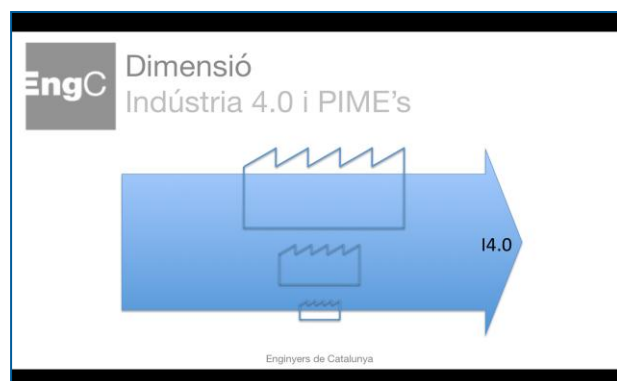 EngC
Dimensió
Indústria 4.0 i PIME's
I4.0
Enginyers de Catalunya